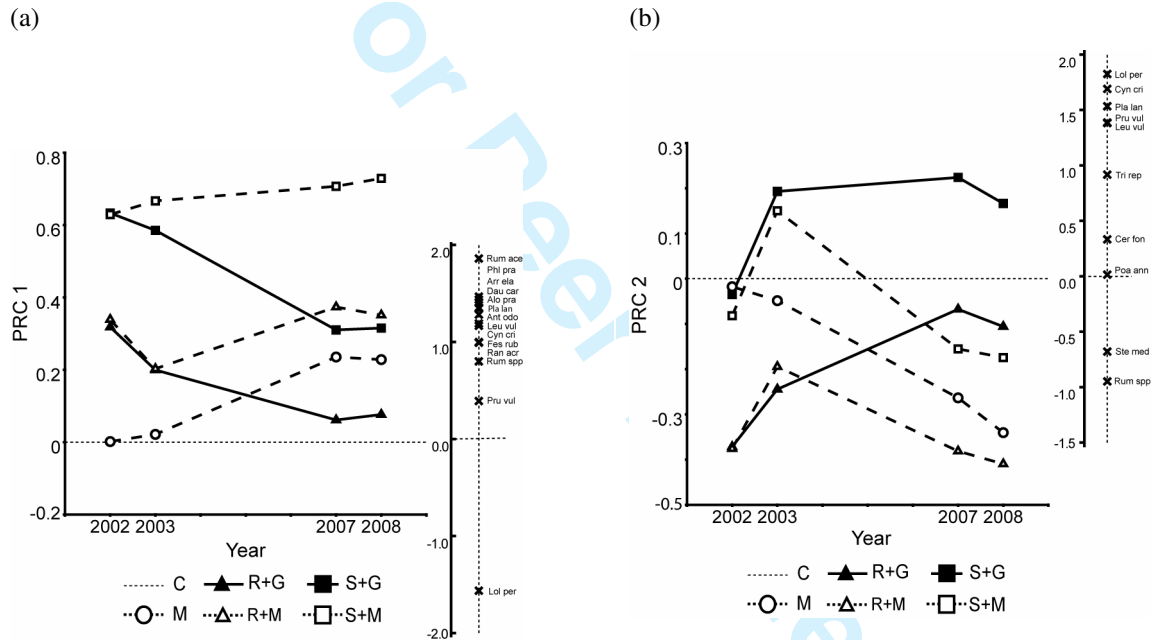 (a)
(b)
or Peer
0.8
0.6
0.4
0.2
0
-0.2
PRC 1
2002 2003 2007 2008
Year
2.0
1.0
0.0
-1.0
-2.0
Rum ace
Phl pra
Arr ela
Dau car
Alo pra
Pla lan
Ant odo
Leu vul
Cyn cri
Fes rub
Ran acr
Rum spp
Pru vul
Lol per
C R+G S+G
M R+M S+M
0.3
0.1
0
-0.3
-0.5
PRC 2
2002 2003 2007 2008
Year
2.0
1.5
1.0
0.5
0.0
-0.5
-1.0
-1.5
Lol per
Cyn cri
Pla lan
Pru vul
Leu vul
Tri rep
Cer fon
Poa ann
Ste med
Rum spp
C R+G S+G
M R+M S+M